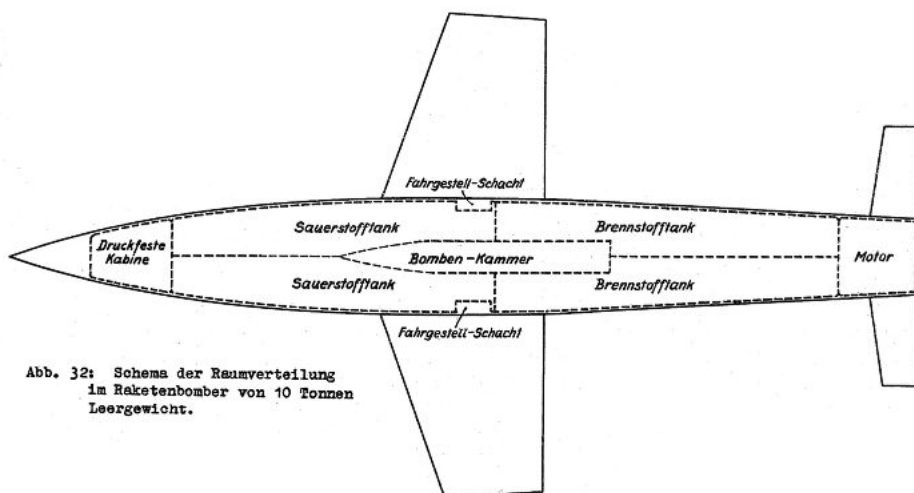 Fahrgestell-Schacht
Sauerstofftank
Brennstofftank
Druckfeste
Kabine
Bomben-Kammer
Motor
Sauerstofftank
Brennstofftank
Fahrgestell-Schacht
Abb. 32: Schema der Raumverteilung
im Raketenbomber von 10 Tonnen
Leergewicht.